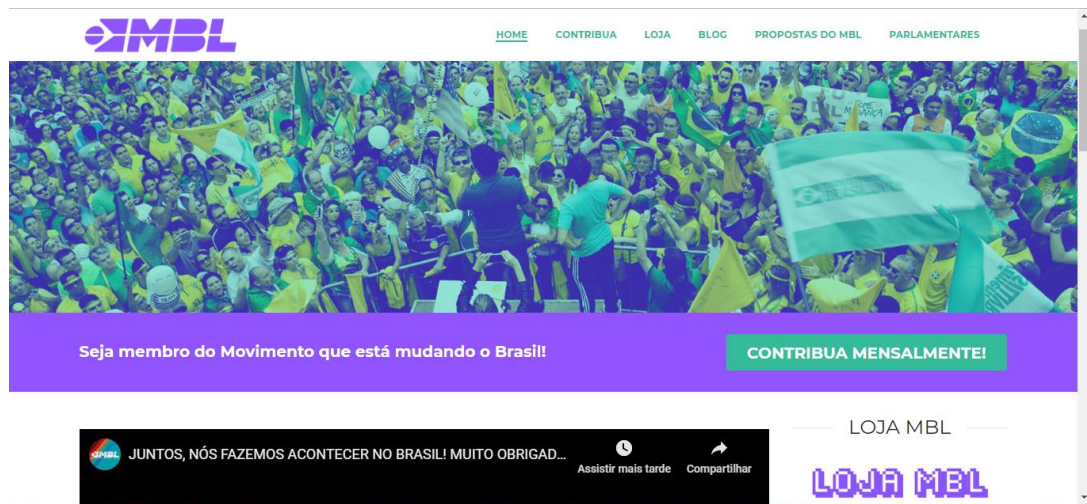 MBL
HOME CONTRIBUA LOJA BLOG PROPOSTAS DO MBL PARLAMENTARES
Seja membro do Movimento que está mudando o Brasil!
CONTRIBUA MENSALMENTE!
LOJA MBL
MBL
JUNTOS, NÓS FAZEMOS ACONTECER NO BRASIL! MUITO OBRIGAD...
Assistir mais tarde
Compartilhar
LOJA MBL